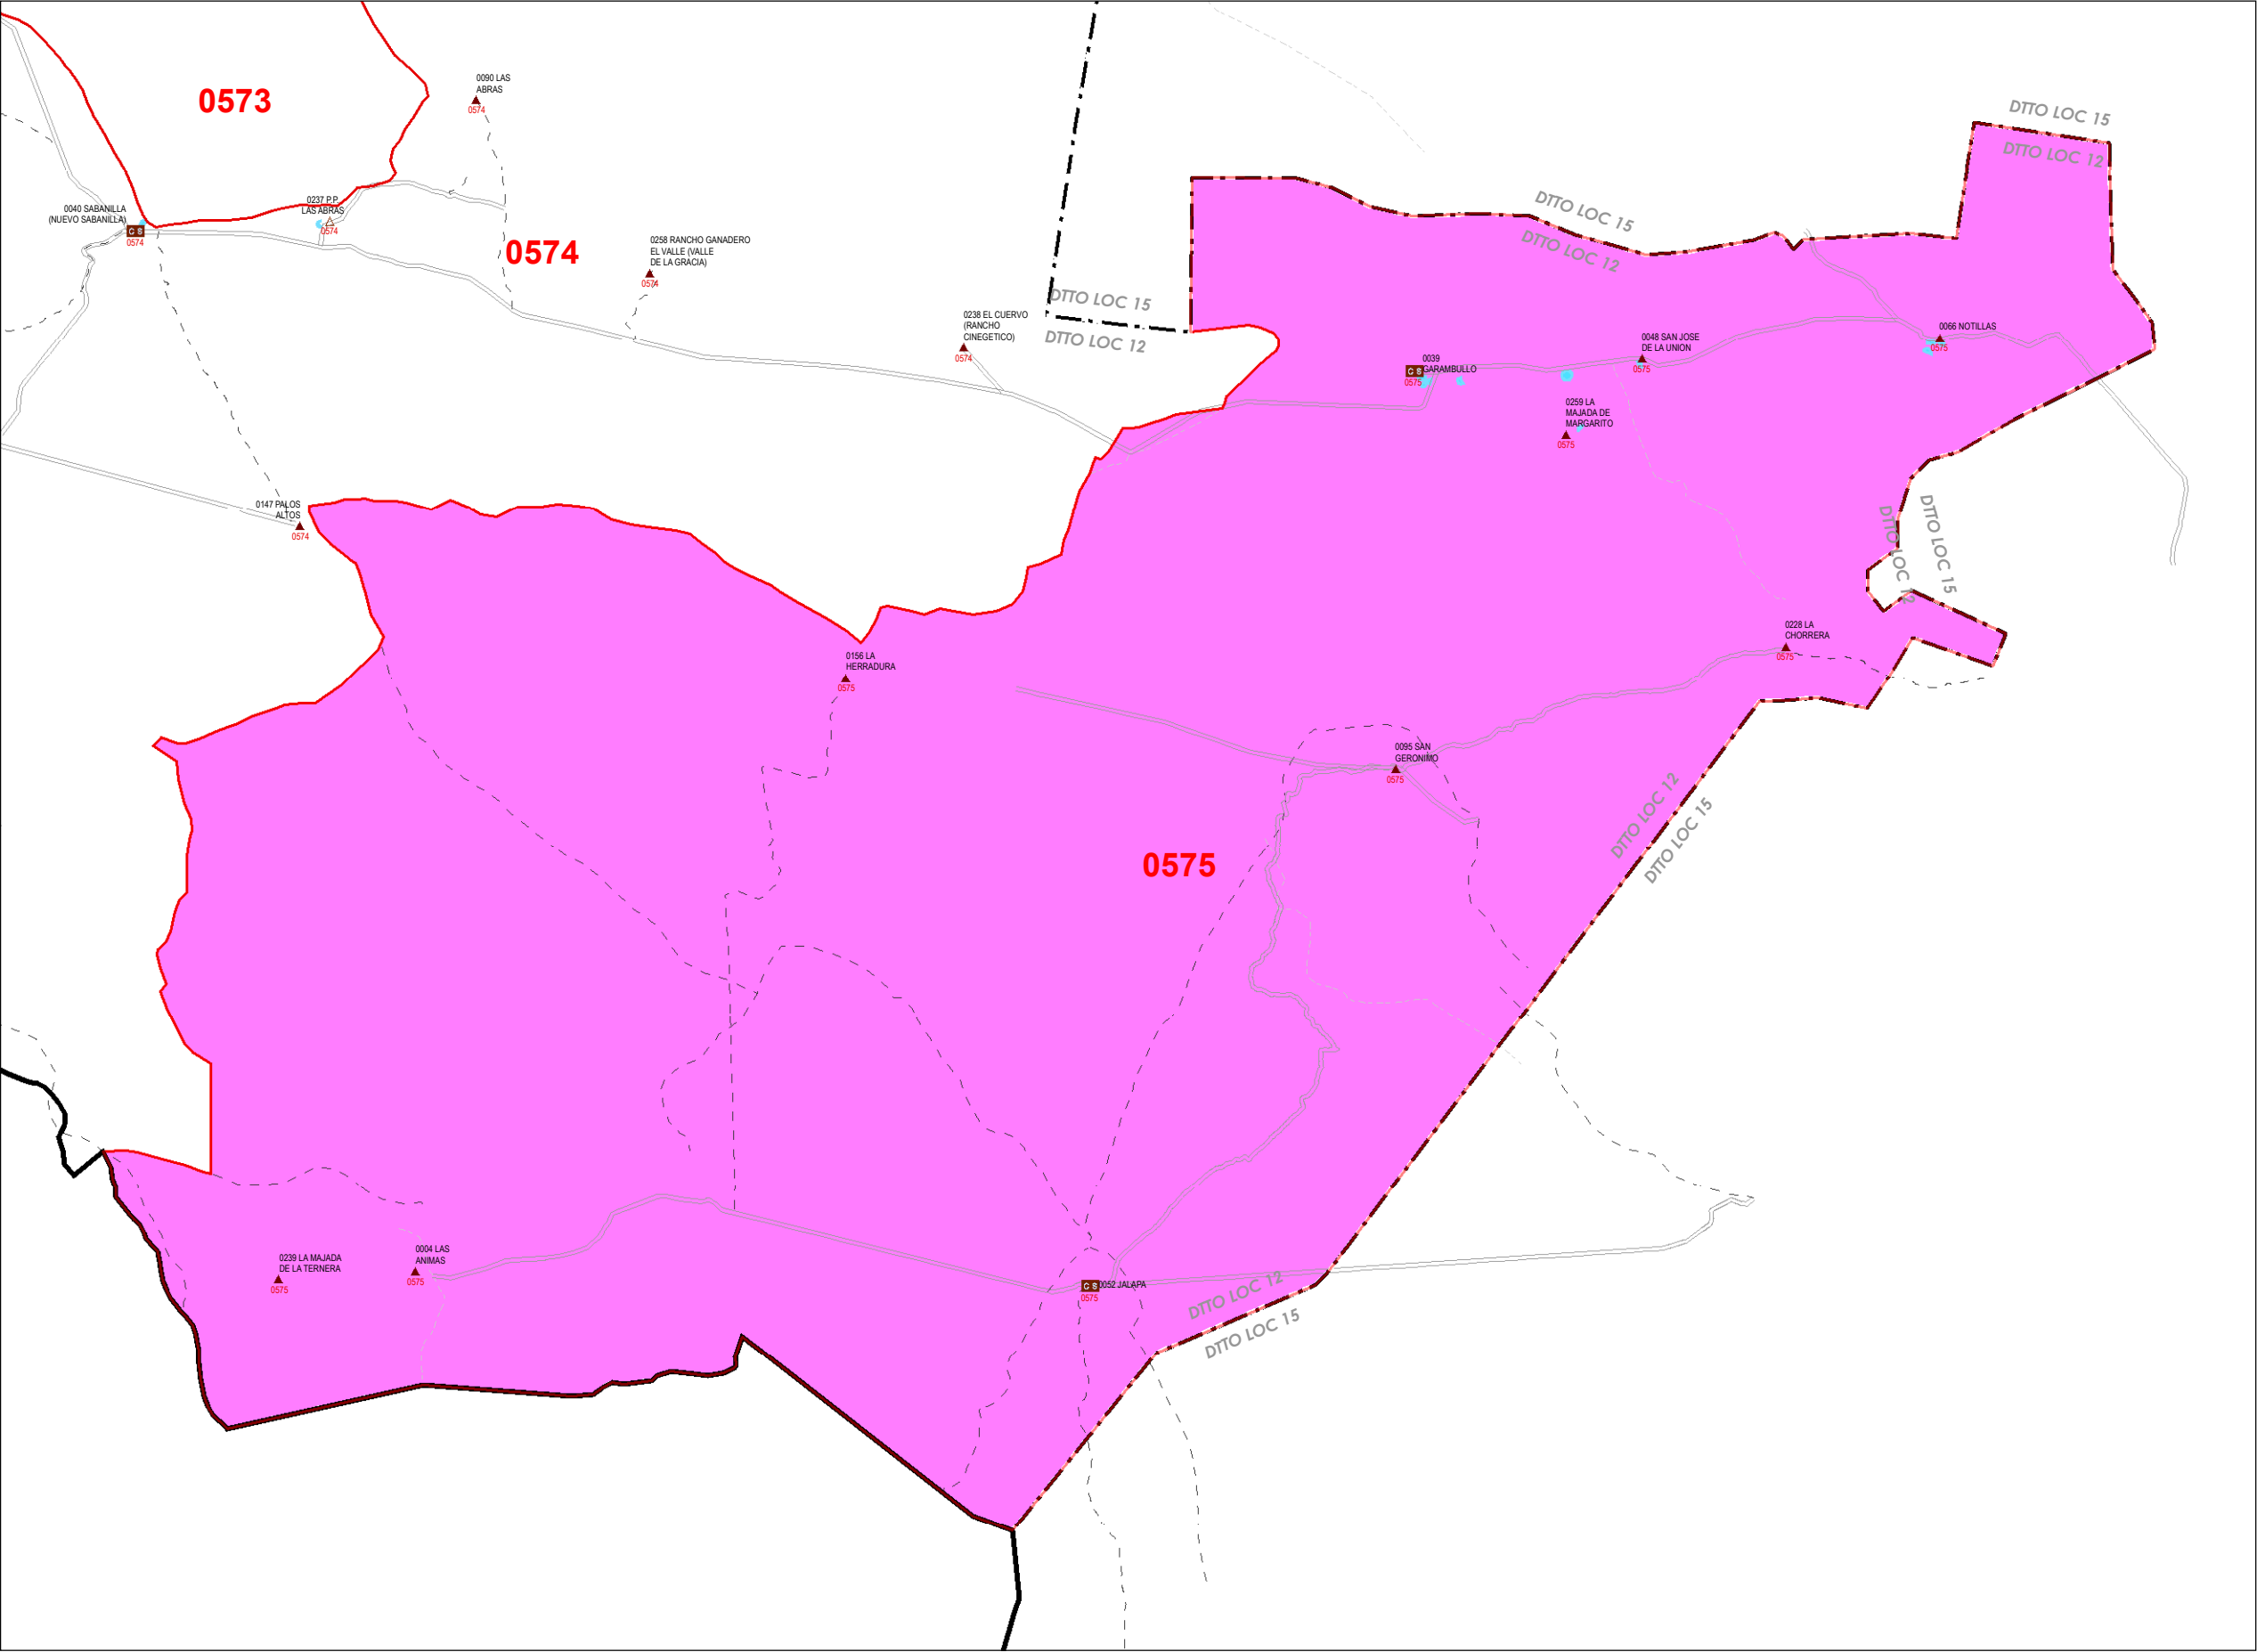 0573
0090 LAS
ABRAS
0574
DTTO LOC 15
DTTO LOC 12
0237 P.P.
LAS ABRAS
0574
0040 SABANILLA
(NUEVO SABANILLA)
C S
0574
0574
0258 RANCHO GANADERO
EL VALLE (VALLE
DE LA GRACIA)
0574
DTTO LOC 15
DTTO LOC 12
DTTO LOC 15
DTTO LOC 12
0238 EL CUERVO
(RANCHO
CINEGETICO)
0574
0066 NOTILLAS
0575
0048 SAN JOSE
DE LA UNION
0575
0039
GARAMBULLO
C S
0575
0259 LA
MAJADA DE
MARGARITO
0575
0147 PALOS
ALTOS
0574
DTTO LOC 12
DTTO LOC 15
0228 LA
CHORRERA
0575
0156 LA
HERRADURA
0575
0095 SAN
GERONIMO
0575
DTTO LOC 12
DTTO LOC 15
0575
0239 LA MAJADA
DE LA TERNERA
0575
0004 LAS
ANIMAS
0575
C S
0052 JALAPA
0575
DTTO LOC 12
DTTO LOC 15